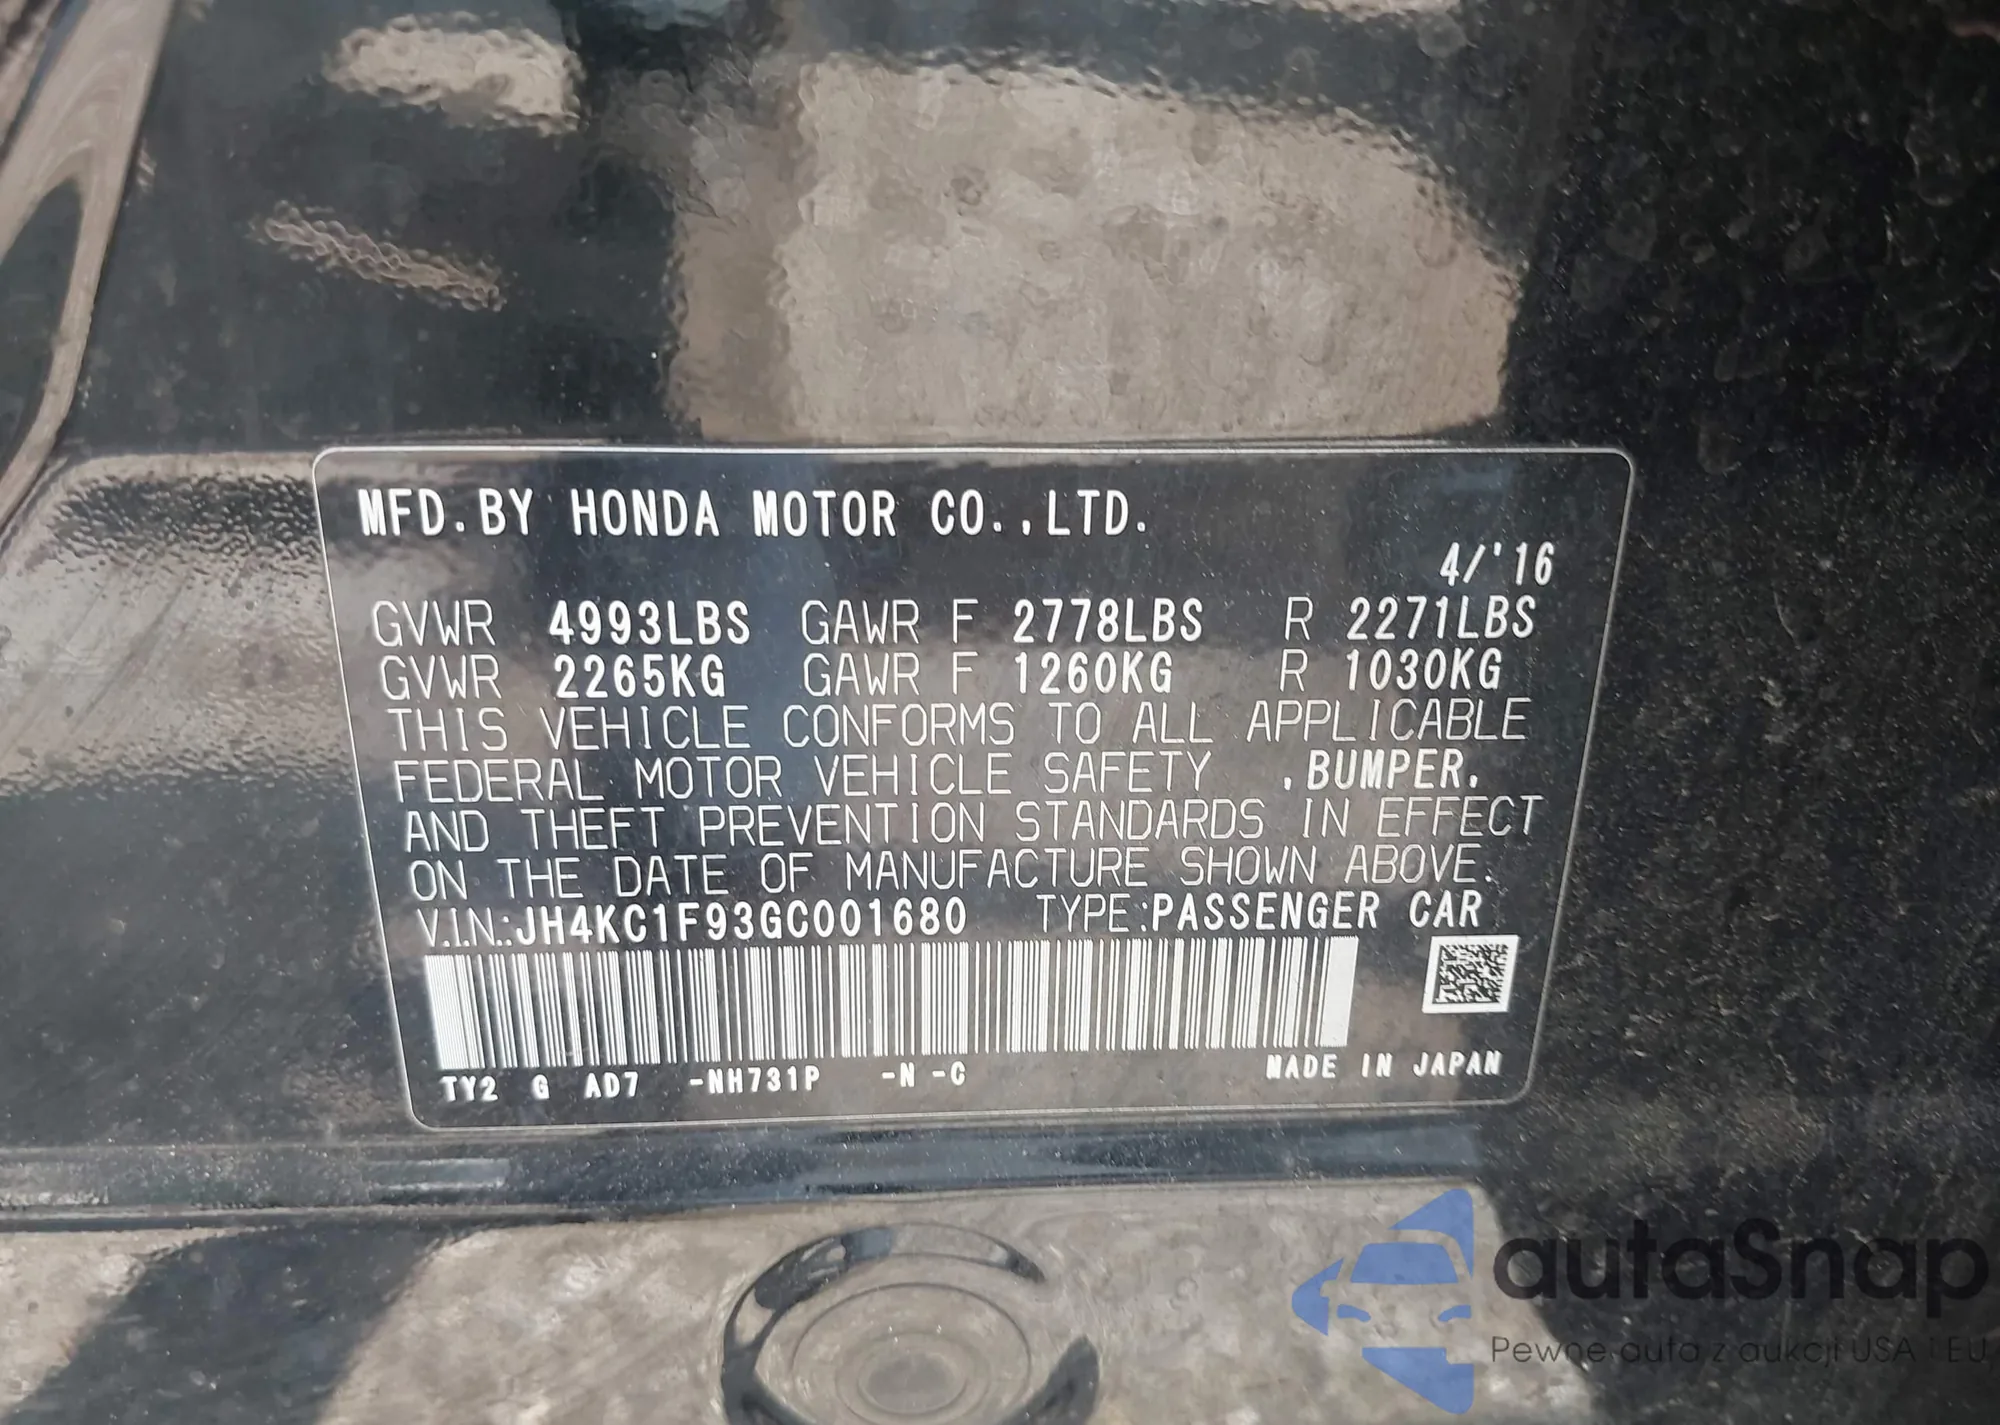 MFD.BY HONDA MOTOR CO.,LTD.
4/'16
GVWR 4993LBS GAWR F 2778LBS R 2271LBS
GVWR 2265KG GAWR F 1260KG R 1030KG
THIS VEHICLE CONFORMS TO ALL APPLICABLE
FEDERAL MOTOR VEHICLE SAFETY ,BUMPER,
AND THEFT PREVENTION STANDARDS IN EFFECT
ON THE DATE OF MANUFACTURE SHOWN ABOVE.
V.I.N.:JH4KC1F93GC001680 TYPE:PASSENGER CAR
TY2 G AD7 -NH731P -N -C MADE IN JAPAN
autaSnap
Pewne auta z aukcji USA i EU